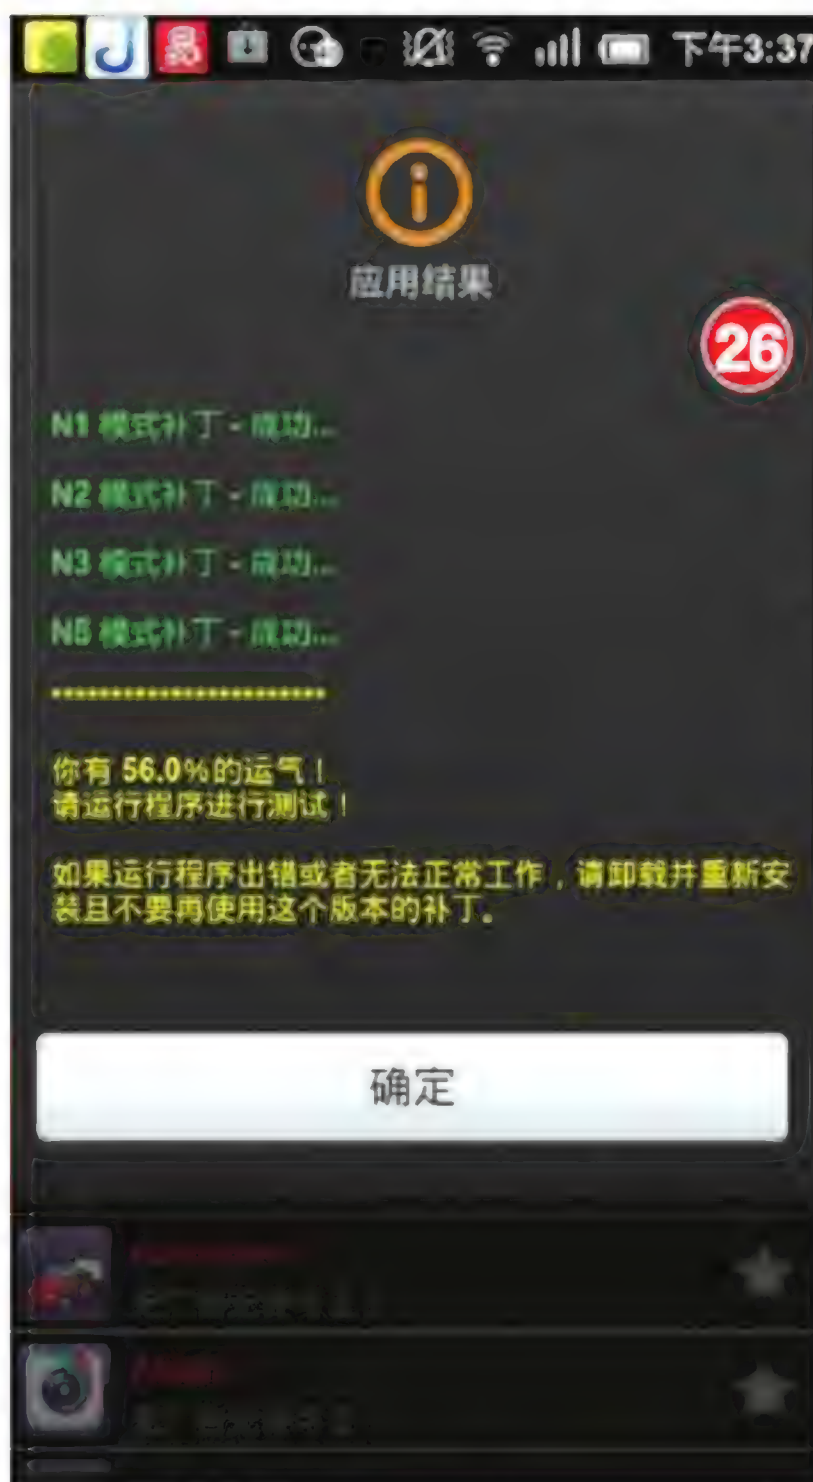 下午3:37
应用结果
26
N1 模式补丁 - 成功...
N2 模式补丁 - 成功...
N3 模式补丁 - 成功...
N5 模式补丁 - 成功...
你有 56.0%的运气！
请运行程序进行测试！
如果运行程序出错或者无法正常工作，请卸载并重新安
装且不要再使用这个版本的补丁。
确定